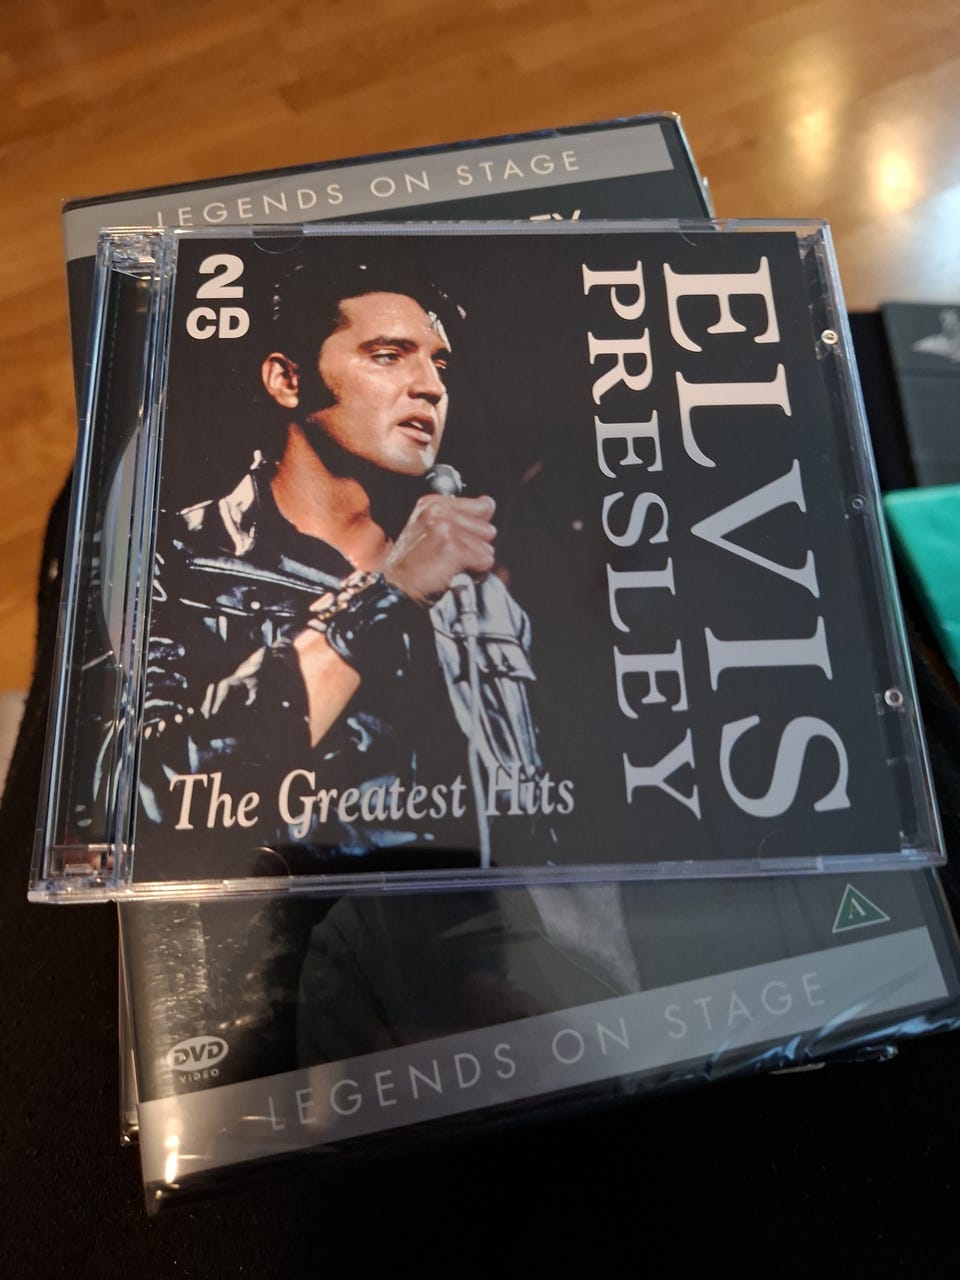 LEGENDS ON STAGE
2
CD
ELVIS
PRESLEY
The Greatest Hits
A
DVD
VIDEO
LEGENDS ON STAGE